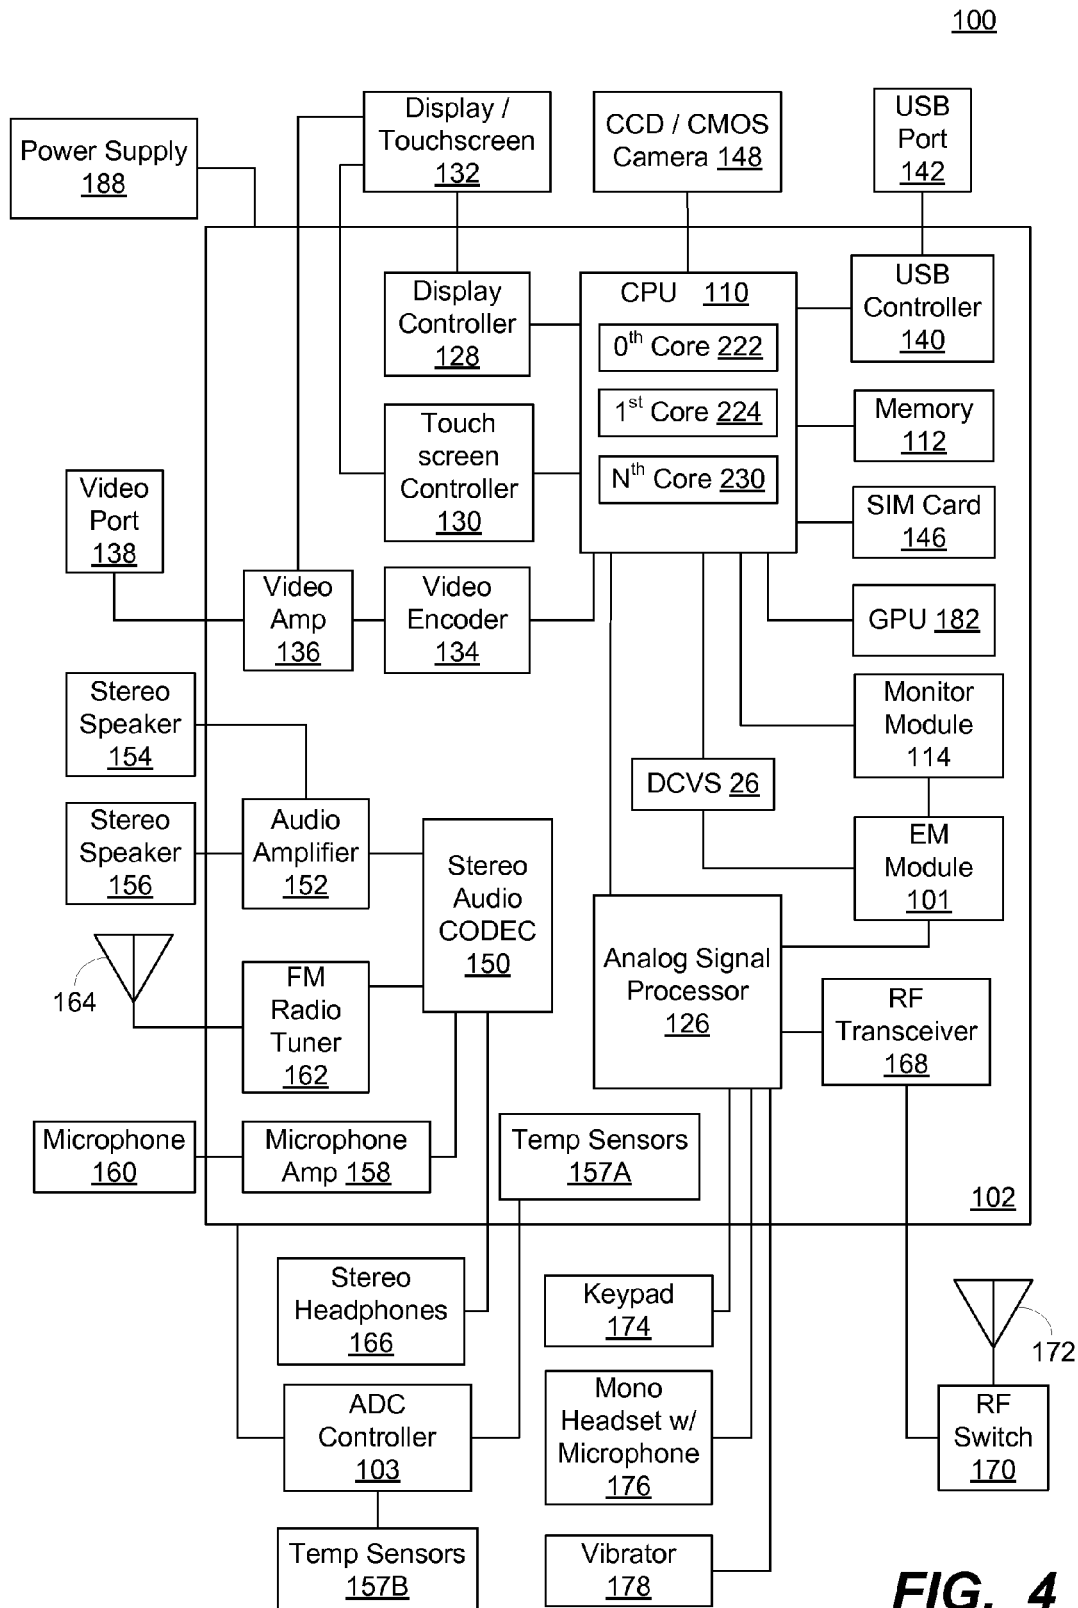 100
Power Supply
188
Display /
Touchscreen
132
CCD / CMOS
Camera 148
USB
Port
142
Display
Controller
128
CPU 110
0th Core 222
1st Core 224
Nth Core 230
USB
Controller
140
Touch
screen
Controller
130
Memory
112
Video
Port
138
SIM Card
146
Video
Amp
136
Video
Encoder
134
GPU 182
Stereo
Speaker
154
Monitor
Module
114
DCVS 26
Stereo
Speaker
156
Audio
Amplifier
152
Stereo
Audio
CODEC
150
EM
Module
101
164
FM
Radio
Tuner
162
Analog Signal
Processor
126
RF
Transceiver
168
Microphone
160
Microphone
Amp 158
Temp Sensors
157A
102
Stereo
Headphones
166
Keypad
174
172
ADC
Controller
103
Mono
Headset w/
Microphone
176
RF
Switch
170
Temp Sensors
157B
Vibrator
178
FIG. 4